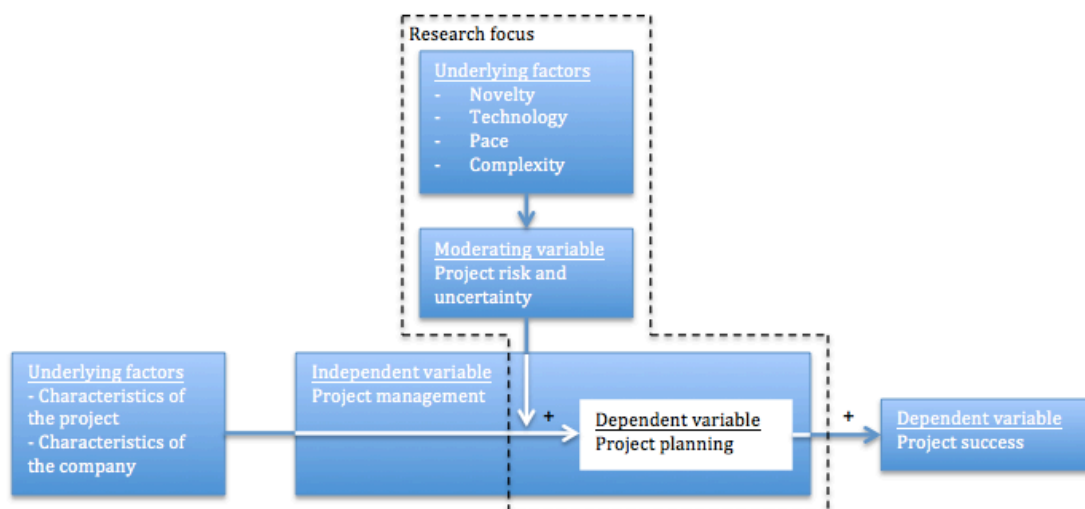 Research focus
Underlying factors
- Novelty
- Technology
- Pace
- Complexity
Moderating variable
Project risk and
uncertainty
Underlying factors
- Characteristics of
the project
- Characteristics of
the company
Independent variable
Project management
+
Dependent variable
Project planning
+
Dependent variable
Project success